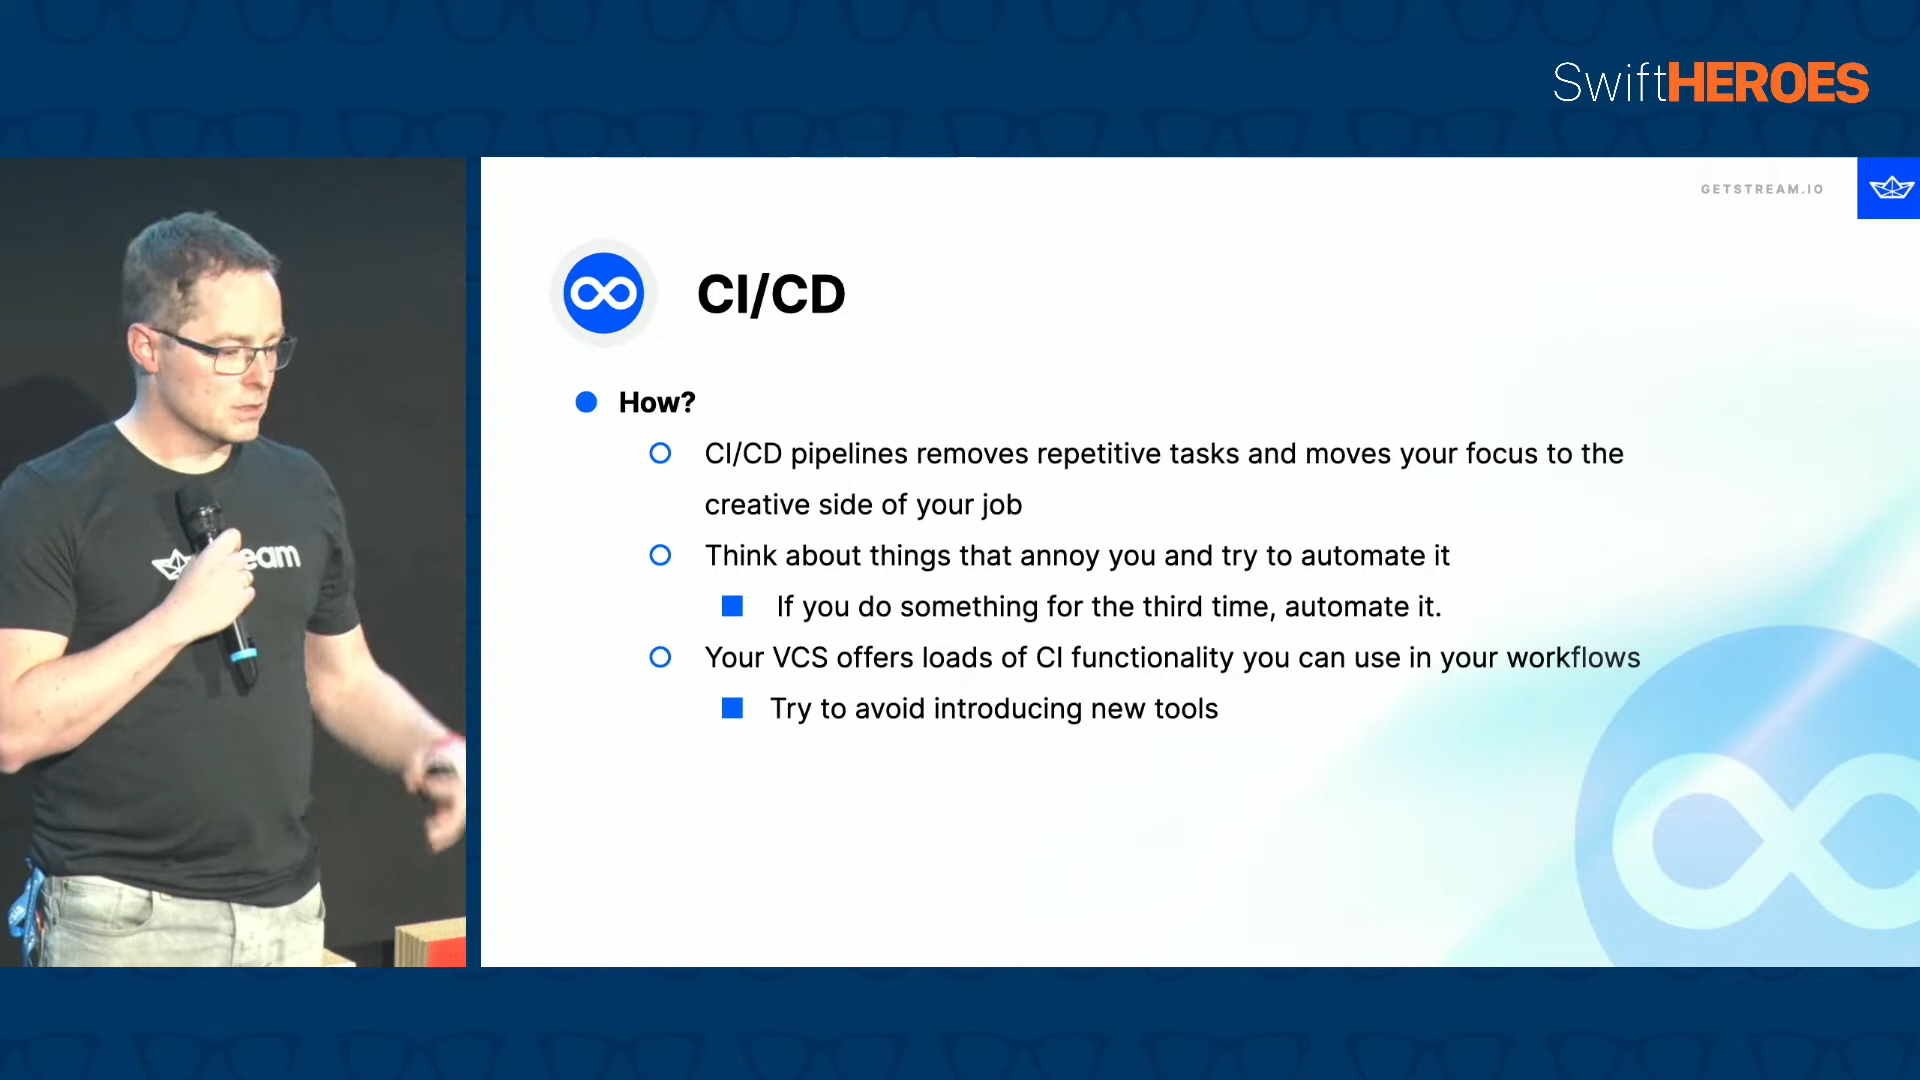 SwiftHEROES
GETSTREAM.IO
CI/CD
How?
CI/CD pipelines removes repetitive tasks and moves your focus to the
creative side of your job
Think about things that annoy you and try to automate it
If you do something for the third time, automate it.
Your VCS offers loads of CI functionality you can use in your workflows
Try to avoid introducing new tools